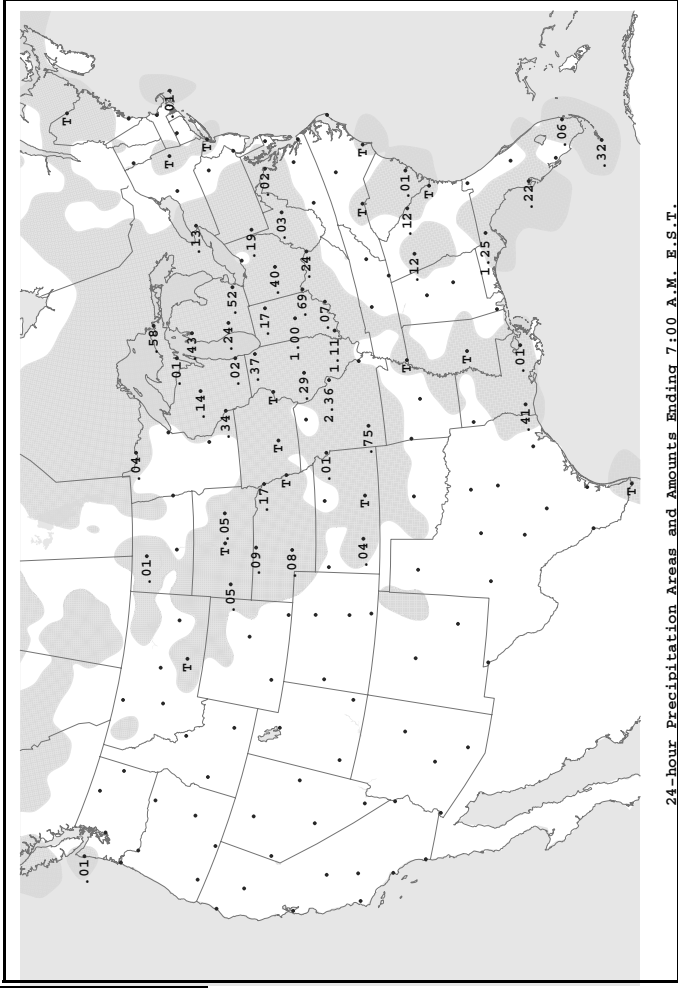 T
.01
.04
.01
.58
T .01
.01
T
.43
.13
.14
T
T .05 .34
.24
.05 .52
.02
.19
.09 .37
.17 .17 .02
T .40
T .03
T
.08
1.00
.29 .69 .24
.01 2.36 .07
1.11
.04 T T T
.75
T .12 .01
.12
T
T
1.25
.41 .01 .22
.06
.32
T
24-hour Precipitation Areas and Amounts Ending 7:00 A.M. E.S.T.